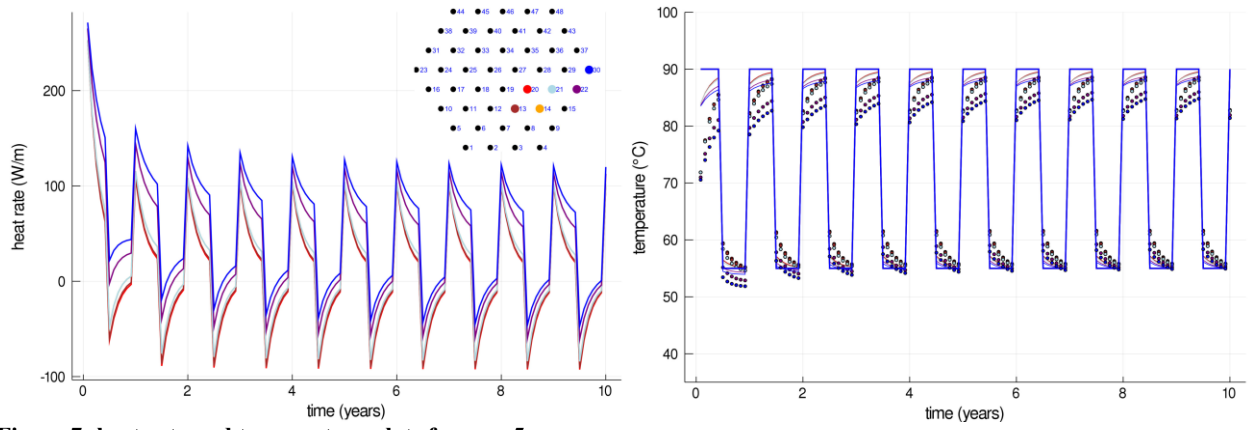 200
100
0
-100
heat rate (W/m)
0 2 4 6 8 10
time (years)
44 45 46 47 48
38 39 40 41 42 43
31 32 33 34 35 36 37
23 24 25 26 27 28 29 30
16 17 18 19 20 21 22
10 11 12 13 14 15
5 6 7 8 9
1 2 3 4
100
90
80
70
60
50
40
temperature (°C)
0 2 4 6 8 10
time (years)